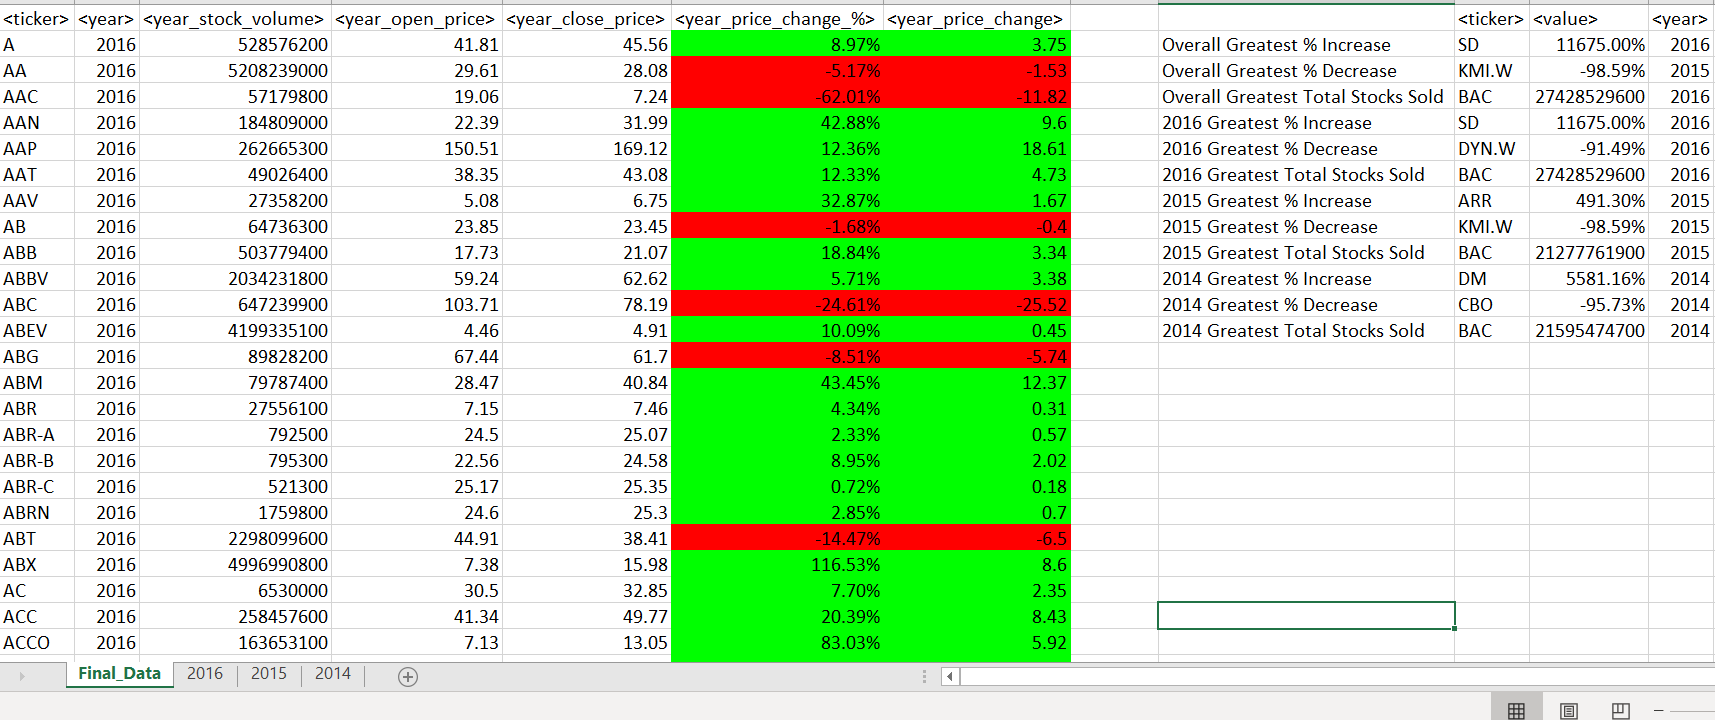 <ticker> <year> <year_stock_volume> <year_open_price> <year_close_price> <year_price_change_%> <year_price_change> <ticker> <value> <year>
A 2016 528576200 41.81 45.56 8.97% 3.75 Overall Greatest % Increase SD 11675.00% 2016
AA 2016 5208239000 29.61 28.08 -5.17% -1.53 Overall Greatest % Decrease KMI.W -98.59% 2015
AAC 2016 57179800 19.06 7.24 -62.01% -11.82 Overall Greatest Total Stocks Sold BAC 27428529600 2016
AAN 2016 184809000 22.39 31.99 42.88% 9.6 2016 Greatest % Increase SD 11675.00% 2016
AAP 2016 262665300 150.51 169.12 12.36% 18.61 2016 Greatest % Decrease DYN.W -91.49% 2016
AAT 2016 49026400 38.35 43.08 12.33% 4.73 2016 Greatest Total Stocks Sold BAC 27428529600 2016
AAV 2016 27358200 5.08 6.75 32.87% 1.67 2015 Greatest % Increase ARR 491.30% 2015
AB 2016 64736300 23.85 23.45 -1.68% -0.4 2015 Greatest % Decrease KMI.W -98.59% 2015
ABB 2016 503779400 17.73 21.07 18.84% 3.34 2015 Greatest Total Stocks Sold BAC 21277761900 2015
ABBV 2016 2034231800 59.24 62.62 5.71% 3.38 2014 Greatest % Increase DM 5581.16% 2014
ABC 2016 647239900 103.71 78.19 -24.61% -25.52 2014 Greatest % Decrease CBO -95.73% 2014
ABEV 2016 4199335100 4.46 4.91 10.09% 0.45 2014 Greatest Total Stocks Sold BAC 21595474700 2014
ABG 2016 89828200 67.44 61.7 -8.51% -5.74
ABM 2016 79787400 28.47 40.84 43.45% 12.37
ABR 2016 27556100 7.15 7.46 4.34% 0.31
ABR-A 2016 792500 24.5 25.07 2.33% 0.57
ABR-B 2016 795300 22.56 24.58 8.95% 2.02
ABR-C 2016 521300 25.17 25.35 0.72% 0.18
ABRN 2016 1759800 24.6 25.3 2.85% 0.7
ABT 2016 2298099600 44.91 38.41 -14.47% -6.5
ABX 2016 4996990800 7.38 15.98 116.53% 8.6
AC 2016 6530000 30.5 32.85 7.70% 2.35
ACC 2016 258457600 41.34 49.77 20.39% 8.43
ACCO 2016 163653100 7.13 13.05 83.03% 5.92
Final_Data 2016 2015 2014